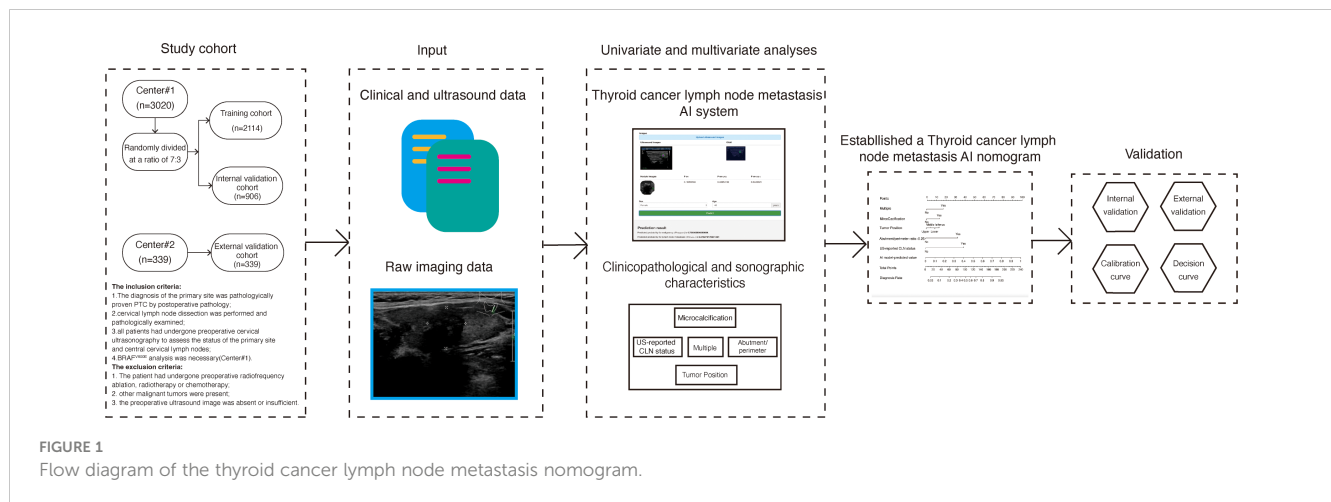 Study cohort
Center#1
(n=3020)
Randomly divided
at a ratio of 7:3
Training cohort
(n=2114)
Internal validation
cohort
(n=906)
Center#2
(n=339)
External validation
cohort
(n=339)
The inclusion criteria:
1.The diagnosis of the primary site was pathologically
proven PTC by postoperative pathology;
2.cervical lymph node dissection was performed and
pathologically examined;
3.all patients had undergone preoperative cervical
ultrasonography to assess the status of the primary site
and central cervical lymph nodes;
4.BRAFV600E analysis was necessary(Center#1).
The exclusion criteria:
1. The patient had undergone preoperative radiofrequency
ablation, radiotherapy or chemotherapy;
2. other malignant tumors were present;
3. the preoperative ultrasound image was absent or insufficient.
Input
Clinical and ultrasound data
Raw imaging data
Univariate and multivariate analyses
Thyroid cancer lymph node metastasis
AI system
Prediction result
Clinicopathological and sonographic
characteristics
Microcalcification
US-reported
CLN status
Multiple
Abutment/
perimeter
Tumor Position
Establlished a Thyroid cancer lymph
node metastasis AI nomogram
Points
Multiple
Microcalcification
Tumor Position
US-reported CLN status
AI model-predicted value
Total Points
Diagnosis Rate
Validation
Internal
validation
External
validation
Calibration
curve
Decision
curve
FIGURE 1
Flow diagram of the thyroid cancer lymph node metastasis nomogram.